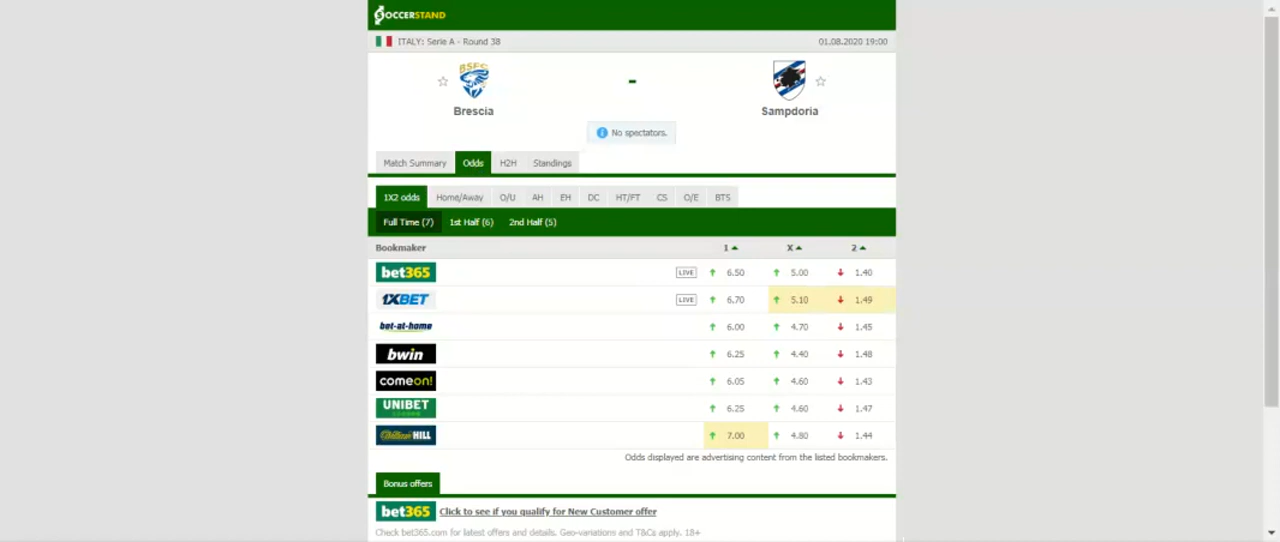 SOCCERSTAND
ITALY: Serie A - Round 38 01.08.2020 19:00
BSFC
-
Brescia Sampdoria
No spectators.
Match Summary Odds H2H Standings
1X2 odds Home/Away O/U AH EH DC HT/FT CS O/E BTS
Full Time (7) 1st Half (6) 2nd Half (5)
Bookmaker 1 X 2
bet365 LIVE 6.50 5.00 1.40
1XBET LIVE 6.70 5.10 1.49
bet-at-home 6.00 4.70 1.45
bwin 6.25 4.40 1.48
comeon! 6.05 4.60 1.43
UNIBET 6.25 4.60 1.47
William HILL 7.00 4.80 1.44
Odds displayed are advertising content from the listed bookmakers.
Bonus offers
bet365 Click to see if you qualify for New Customer offer
Check bet365.com for latest offers and details. Geo-variations and T&Cs apply. 18+